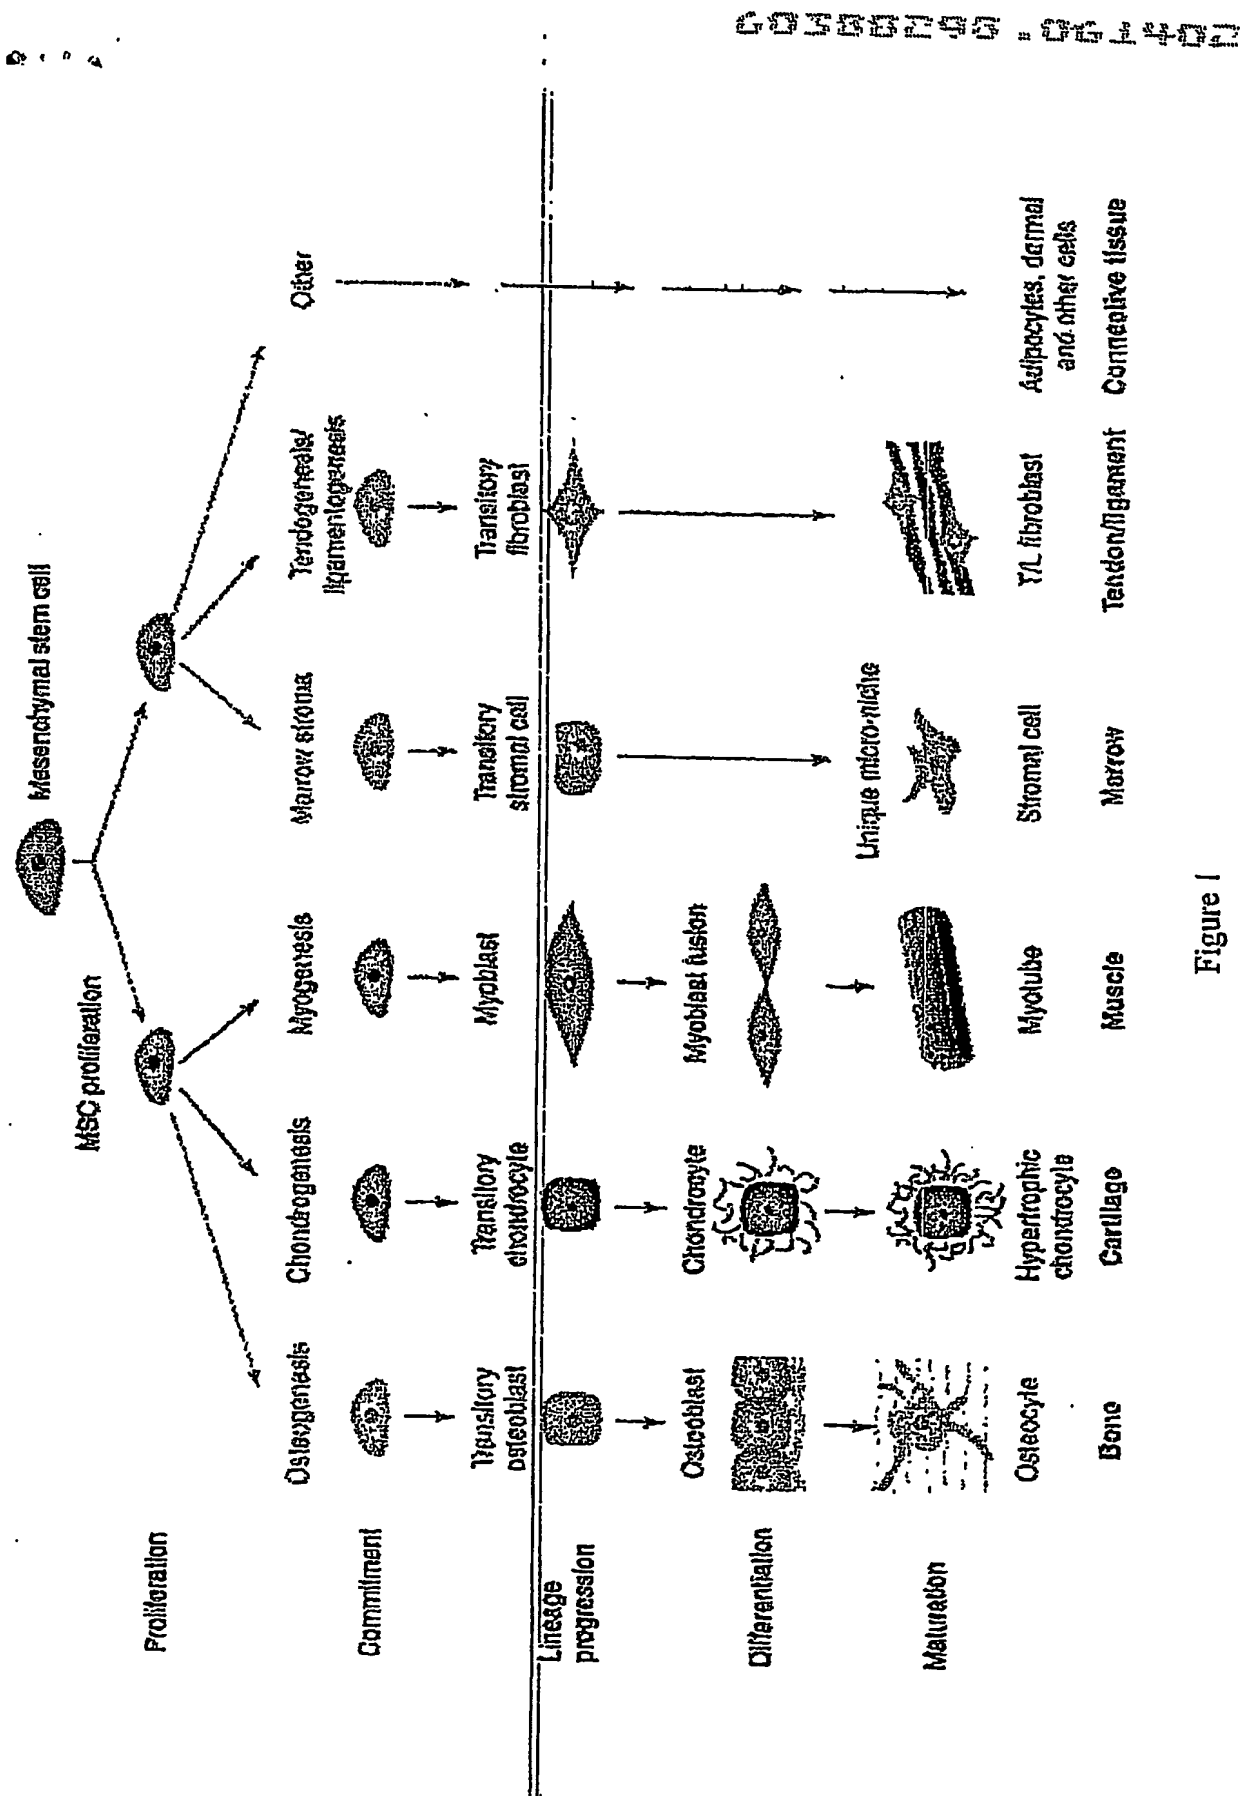 Mesenchymal stem cell
MSC proliferation
Proliferation
Osteogenesis
Chondrogenesis
Myogenesis
Marrow stroma
Tendogenesis/
ligamentogenesis
Other
Commitment
Transitory
osteoblast
Transitory
chondrocyte
Myoblast
Transitory
stromal cell
Transitory
fibroblast
Lineage
progression
Osteoblast
Chondrocyte
Myoblast fusion
Differentiation
Unique micro-niche
Maturation
Osteocyte
Hypertrophic
chondrocyte
Myotube
Stromal cell
T/L fibroblast
Adipocytes, dermal
and other cells
Bone
Cartilage
Muscle
Marrow
Tendon/ligament
Connective tissue
Figure 1